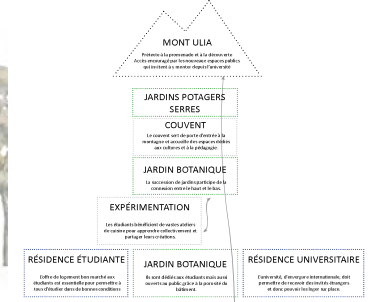 MONT ULIA
Prétexte à la promenade et à la découverte
Accès encouragé par les nouveaux espaces publics
qui incitent à y monter depuis l'université
JARDINS POTAGERS
SERRES
COUVENT
Le couvent sert de porte d'entrée à la
montagne et accueille des espaces dédiés
aux cultures et à la pédagogie
JARDIN BOTANIQUE
La succession de jardins participe de la
connexion entre le haut et le bas.
EXPÉRIMENTATION
Les étudiants bénéficient de vastes ateliers
de cuisine pour apprendre collectivement et
partager leurs créations.
RÉSIDENCE ÉTUDIANTE
L'offre de logement bon marché aux
étudiants est essentielle pour permettre à
tous d'étudier dans de bonnes conditions
JARDIN BOTANIQUE
Ils sont dédiés aux étudiants mais aussi
ouverts au public grâce à la porosité du
bâtiment.
RÉSIDENCE UNIVERSITAIRE
L'université, d'envergure internationale, doit
permettre de recevoir des invités étrangers
et donc pouvoir les loger sur place.